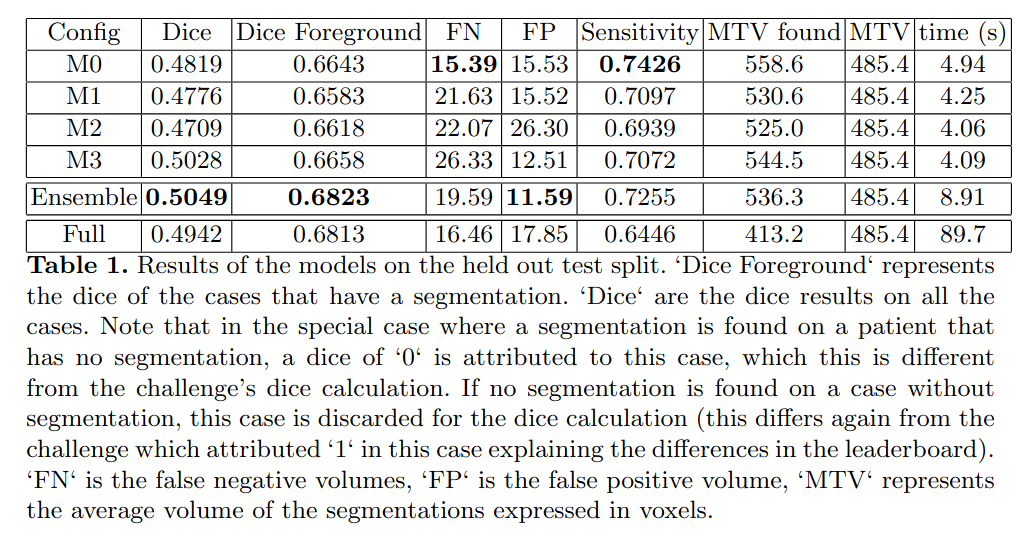 Config Dice Dice Foreground FN FP Sensitivity MTV found MTV time (s)
M0 0.4819 0.6643 15.39 15.53 0.7426 558.6 485.4 4.94
M1 0.4776 0.6583 21.63 15.52 0.7097 530.6 485.4 4.25
M2 0.4709 0.6618 22.07 26.30 0.6939 525.0 485.4 4.06
M3 0.5028 0.6658 26.33 12.51 0.7072 544.5 485.4 4.09
Ensemble 0.5049 0.6823 19.59 11.59 0.7255 536.3 485.4 8.91
Full 0.4942 0.6813 16.46 17.85 0.6446 413.2 485.4 89.7
Table 1. Results of the models on the held out test split. ‘Dice Foreground‘ represents
the dice of the cases that have a segmentation. ‘Dice‘ are the dice results on all the
cases. Note that in the special case where a segmentation is found on a patient that
has no segmentation, a dice of ‘0‘ is attributed to this case, which this is different
from the challenge’s dice calculation. If no segmentation is found on a case without
segmentation, this case is discarded for the dice calculation (this differs again from the
challenge which attributed ‘1‘ in this case explaining the differences in the leaderboard).
‘FN‘ is the false negative volumes, ‘FP‘ is the false positive volume, ‘MTV‘ represents
the average volume of the segmentations expressed in voxels.